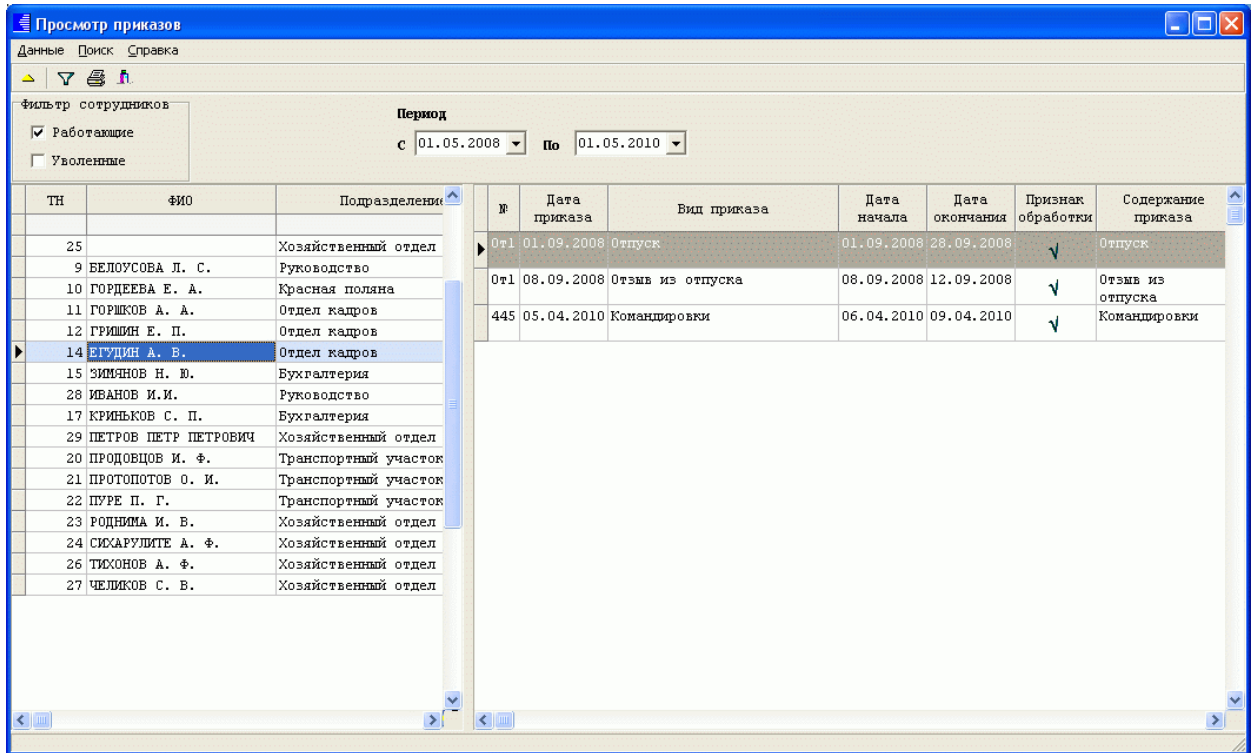 Просмотр приказов
Данные Поиск Справка
Фильтр сотрудников
Работающие
Уволенные
Период
С 01.05.2008 По 01.05.2010
ТН ФИО Подразделение
25 Хозяйственный отдел
9 БЕЛОУСОВА Л. С. Руководство
10 ГОРДЕЕВА Е. А. Красная поляна
11 ГОРШКОВ А. А. Отдел кадров
12 ГРИШИН Е. П. Отдел кадров
14 ЕГУДИН А. В. Отдел кадров
15 ЗИМЯНОВ Н. Ю. Бухгалтерия
28 ИВАНОВ И.И. Руководство
17 КРИНЬКОВ С. П. Бухгалтерия
29 ПЕТРОВ ПЕТР ПЕТРОВИЧ Хозяйственный отдел
20 ПРОДОВЦОВ И. Ф. Транспортный участок
21 ПРОТОПОТОВ О. И. Транспортный участок
22 ПУРЕ П. Г. Транспортный участок
23 РОДНИМА И. В. Хозяйственный отдел
24 СИХАРУЛИТЕ А. Ф. Хозяйственный отдел
26 ТИХОНОВ А. Ф. Хозяйственный отдел
27 ЧЕЛИКОВ С. В. Хозяйственный отдел
№ Дата приказа Вид приказа Дата начала Дата окончания Признак обработки Содержание приказа
От1 01.09.2008 Отпуск 01.09.2008 28.09.2008 √ Отпуск
От1 08.09.2008 Отзыв из отпуска 08.09.2008 12.09.2008 √ Отзыв из отпуска
445 05.04.2010 Командировки 06.04.2010 09.04.2010 √ Командировки